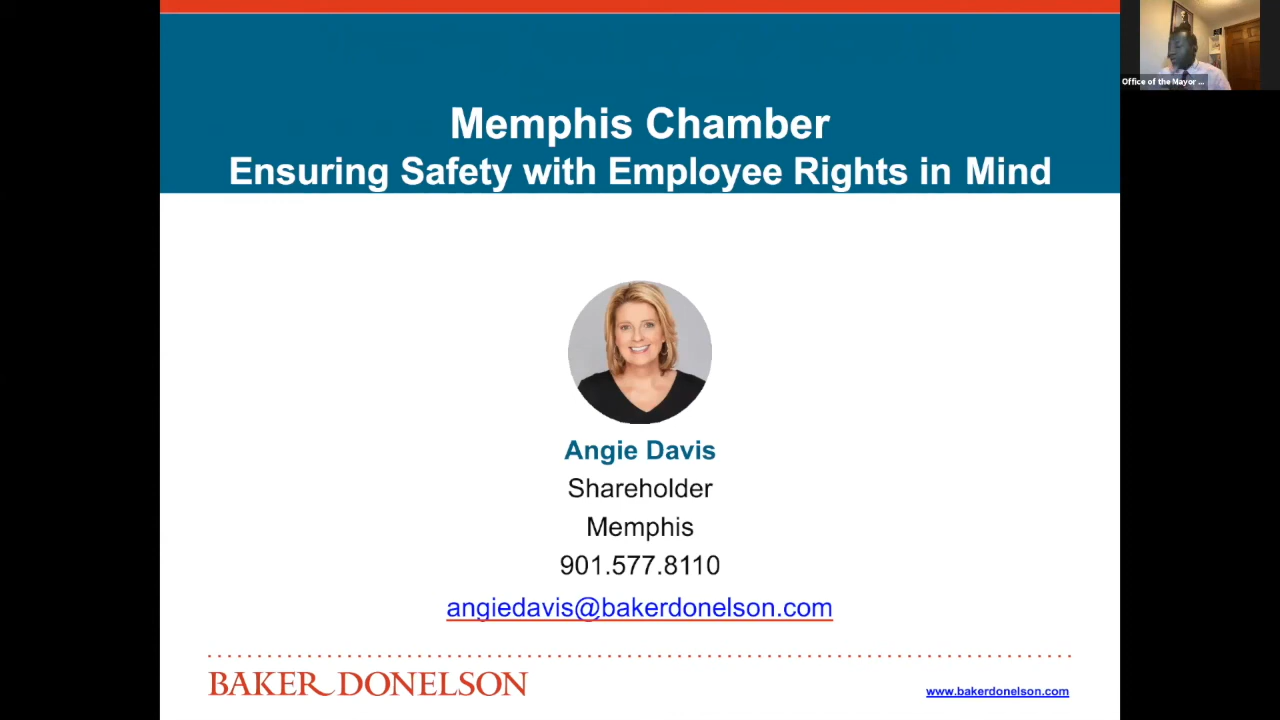 Memphis Chamber
Ensuring Safety with Employee Rights in Mind
Office of the Mayor ...
Angie Davis
Shareholder
Memphis
901.577.8110
angiedavis@bakerdonelson.com
BAKER DONELSON
www.bakerdonelson.com